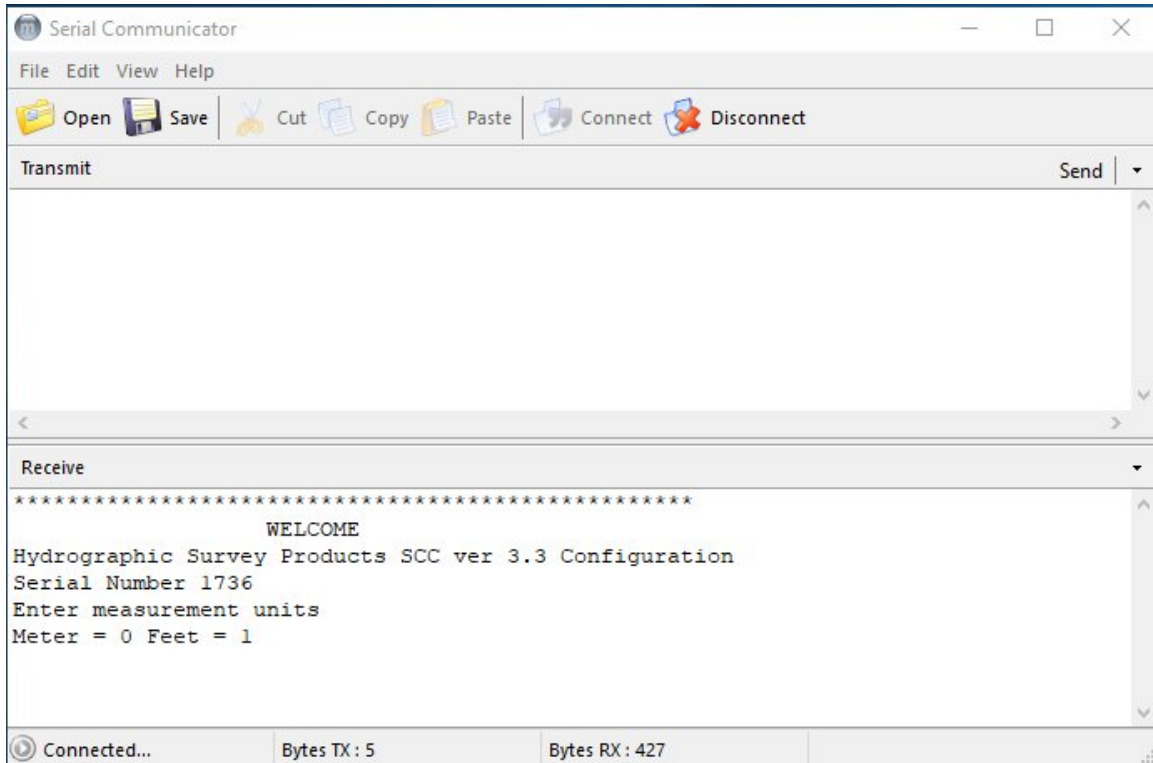 Serial Communicator
File Edit View Help
Open Save Cut Copy Paste Connect Disconnect
Transmit Send
Receive
***************************************************
WELCOME
Hydrographic Survey Products SCC ver 3.3 Configuration
Serial Number 1736
Enter measurement units
Meter = 0 Feet = 1
Connected... Bytes TX : 5 Bytes RX : 427